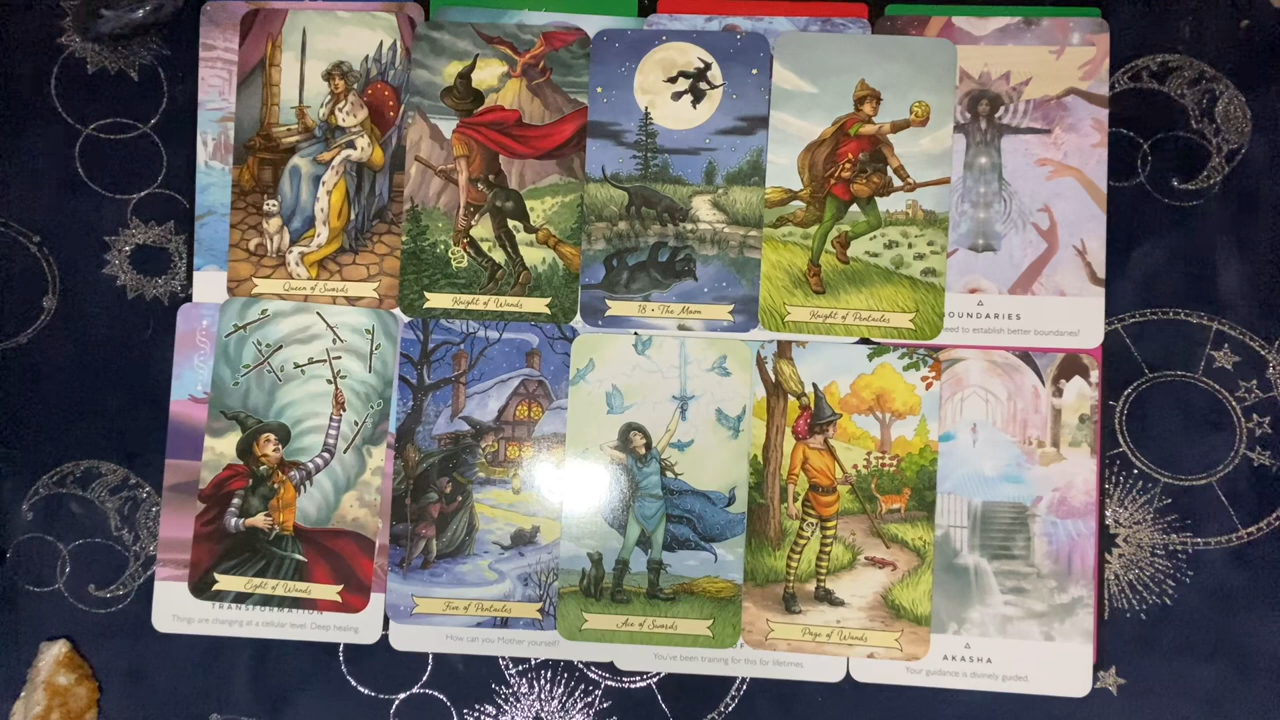 Queen of Swords
Knight of Wands
18 • The Moon
Knight of Pentacles
BOUNDARIES
need to establish better boundaries!
Eight of Wands
Five of Pentacles
Ace of Swords
Page of Wands
TRANSFORMATION
Things are changing at a cellular level. Deep healing.
How can you Mother yourself?
OF
You've been training for this for lifetimes.
AKASHA
Your guidance is divinely guided.